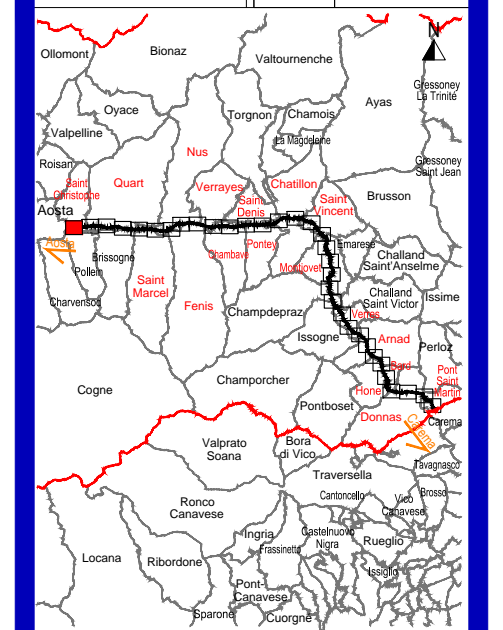 N
Ollomont
Bionaz
Valtournenche
Gressoney
La Trinité
Ayas
Oyace
Torgnon
Chamois
Valpelline
La Magdeleine
Nus
Roisan
Gressoney
Saint Jean
Saint
Christophe
Quart
Verrayes
Chatillon
Brusson
Saint
Denis
Saint
Vincent
Aosta
Aosta
Emarese
Pontey
Chambave
Brissogne
Challand
Saint'Anselme
Montjovet
Pollein
Saint
Marcel
Challand
Saint Victor
Issime
Charvensod
Fenis
Champdepraz
Verres
Issogne
Arnad
Perloz
Bard
Pont
Saint
Martin
Champorcher
Cogne
Hone
Pontboset
Donnas
Carema
Carema
Valprato
Soana
Bora
di Vico
Tavagnasco
Traversella
Cantoncello
Brosso
Vico
Canavese
Ronco
Canavese
Ingria
Castelnuovo
Nigra
Rueglio
Frassinetto
Locana
Ribordone
Issiglio
Pont-
Canavese
Sparone
Cuorgne